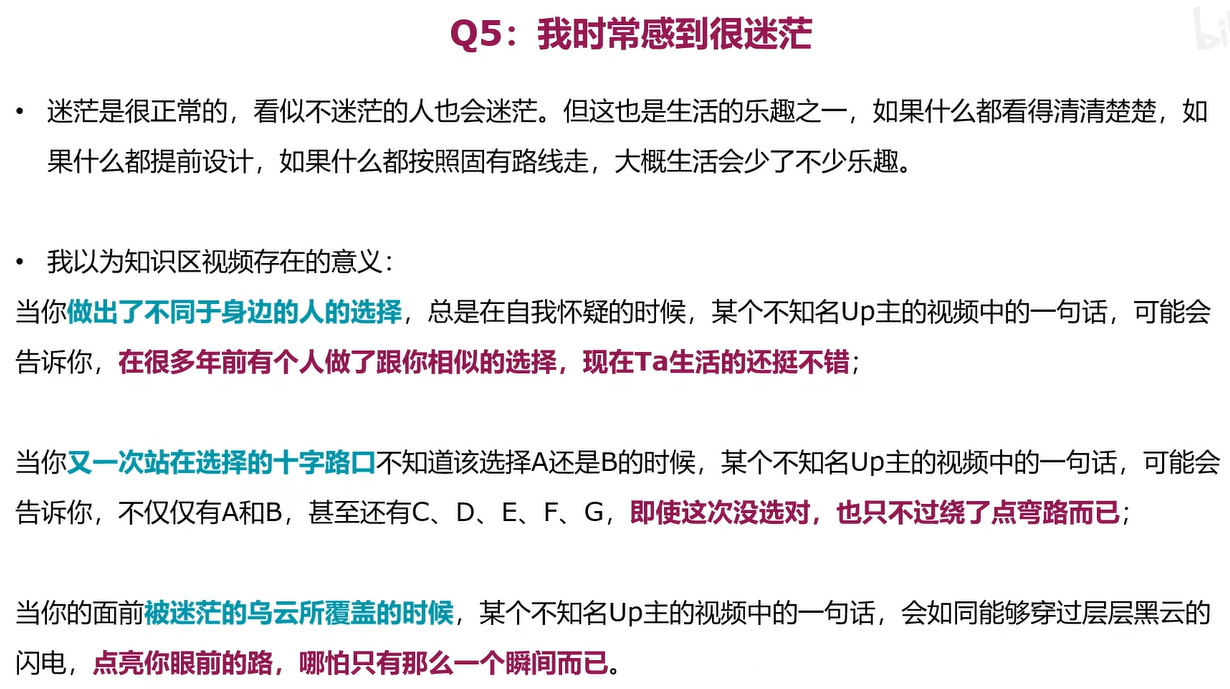 Q5：我时常感到很迷茫
• 迷茫是很正常的，看似不迷茫的人也会迷茫。但这也是生活的乐趣之一，如果什么都看得清清楚楚，如
果什么都提前设计，如果什么都按照固有路线走，大概生活会少了不少乐趣。
• 我以为知识区视频存在的意义：
当你做出了不同于身边的人的选择，总是在自我怀疑的时候，某个不知名Up主的视频中的一句话，可能会
告诉你，在很多年前有个人做了跟你相似的选择，现在Ta生活的还挺不错；
当你又一次站在选择的十字路口不知道该选择A还是B的时候，某个不知名Up主的视频中的一句话，可能会
告诉你，不仅仅有A和B，甚至还有C、D、E、F、G，即使这次没选对，也只不过绕了点弯路而已；
当你的面前被迷茫的乌云所覆盖的时候，某个不知名Up主的视频中的一句话，会如同能够穿过层层黑云的
闪电，点亮你眼前的路，哪怕只有那么一个瞬间而已。